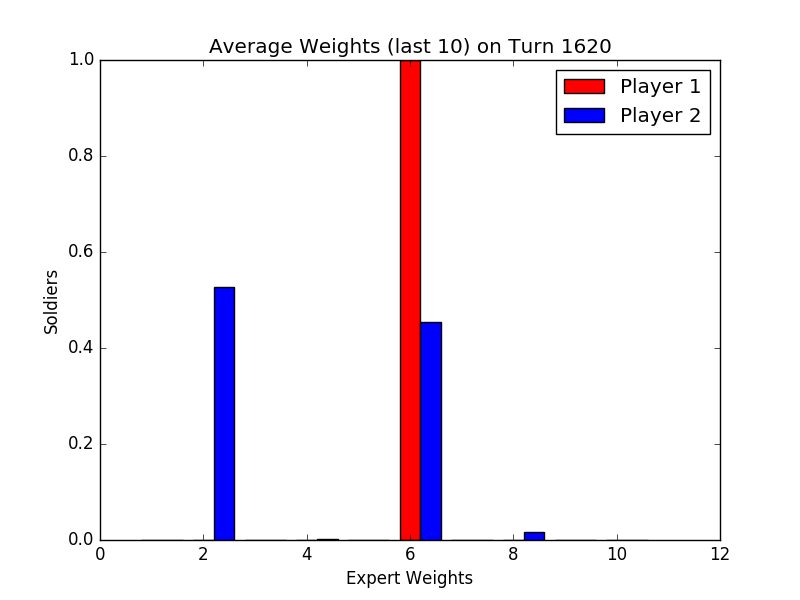 Average Weights (last 10) on Turn 1620
1.0
Player 1
Player 2
0.8
0.6
Soldiers
0.4
0.2
0.0
0 2 4 6 8 10 12
Expert Weights